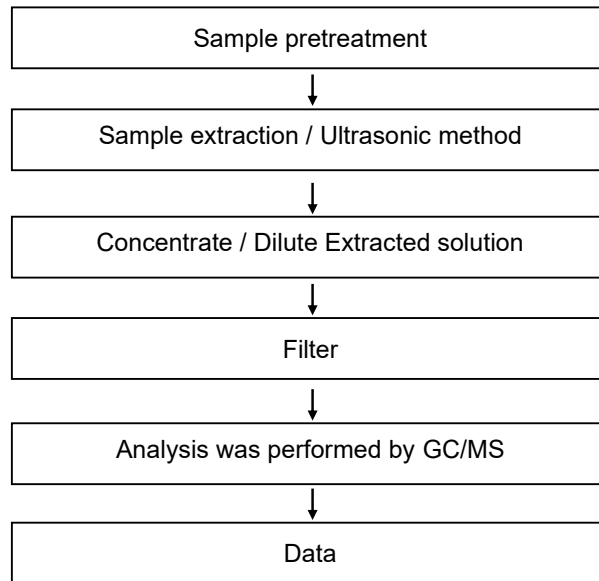 Sample pretreatment
Sample extraction / Ultrasonic method
Concentrate / Dilute Extracted solution
Filter
Analysis was performed by GC/MS
Data